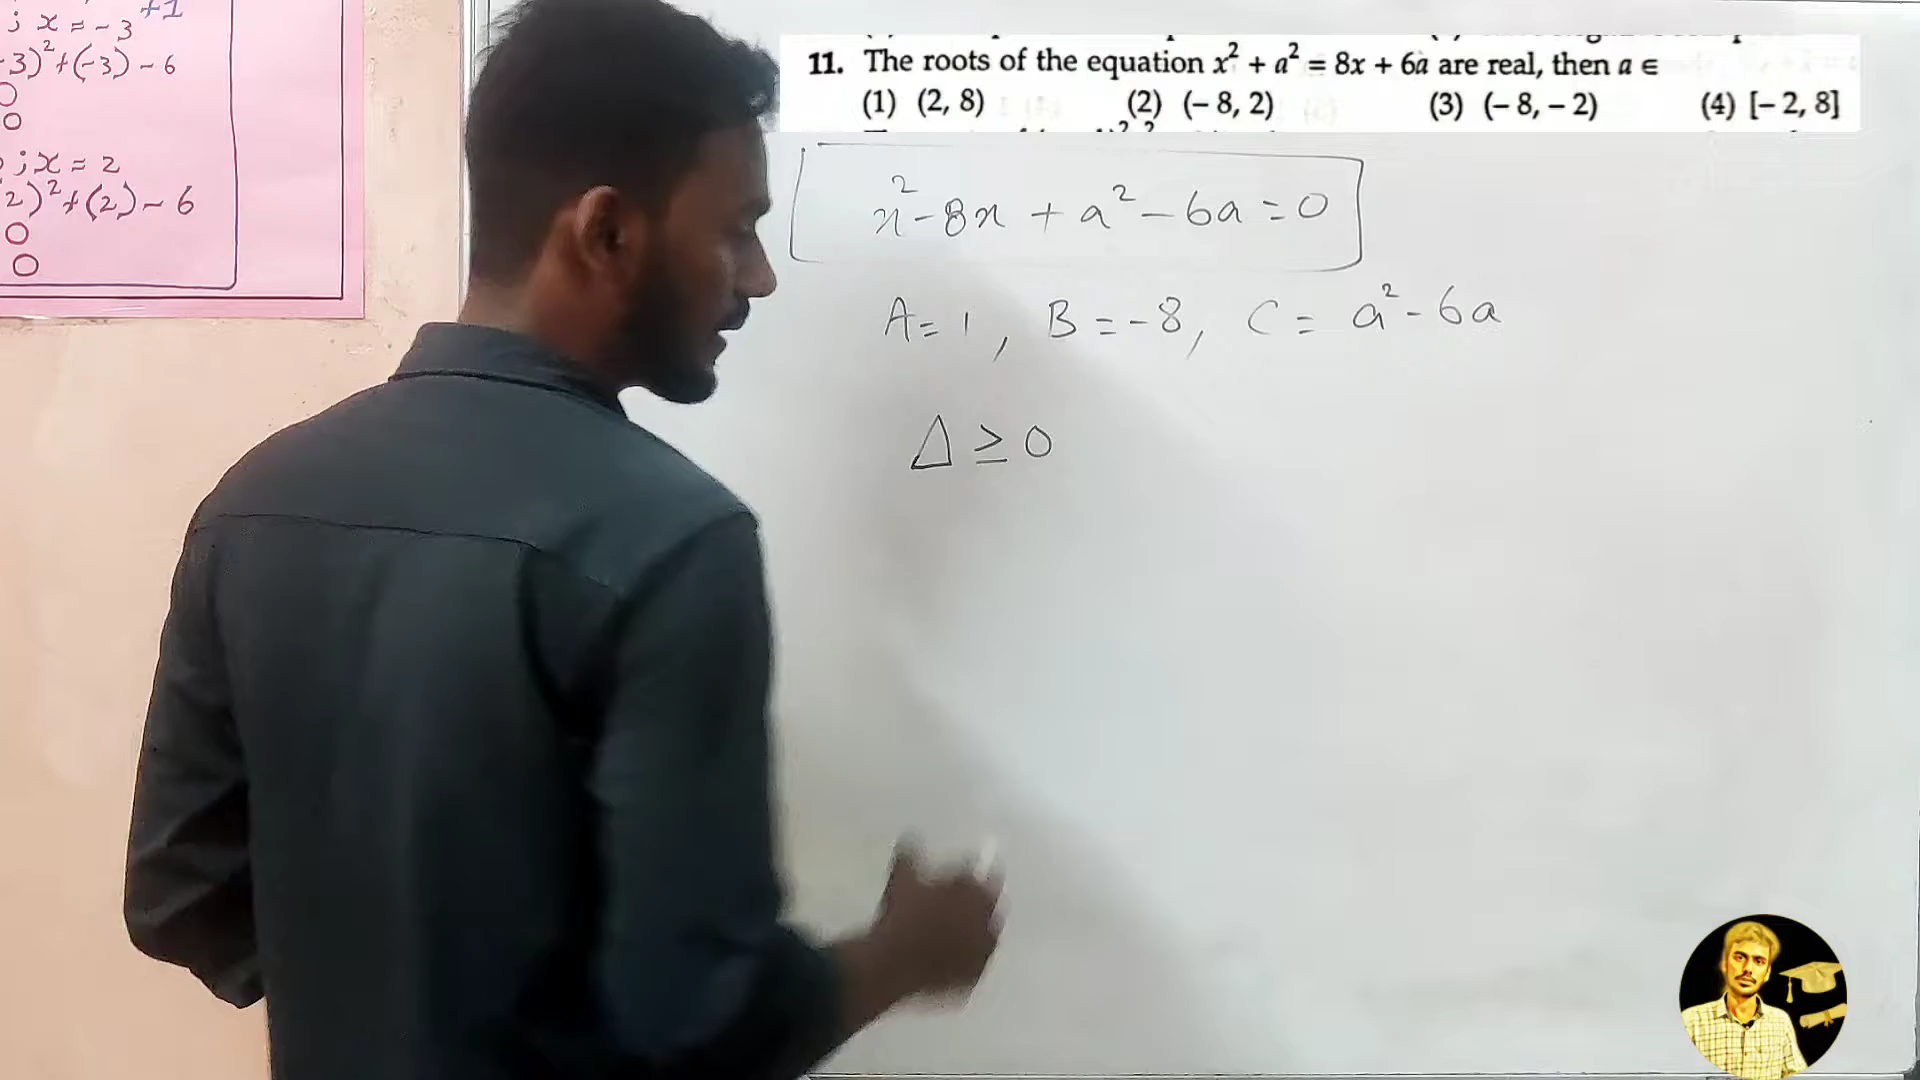 ; x = -3 +1
3)²+(-3)-6
0
0
; x = 2
2)²+(2)-6
0
0
11. The roots of the equation x² + a² = 8x + 6a are real, then a ∈
(1) (2, 8) (2) (– 8, 2) (3) (– 8, – 2) (4) [– 2, 8]
x²-8x + a²-6a = 0
A = 1, B = -8, C = a²-6a
Δ ≥ 0